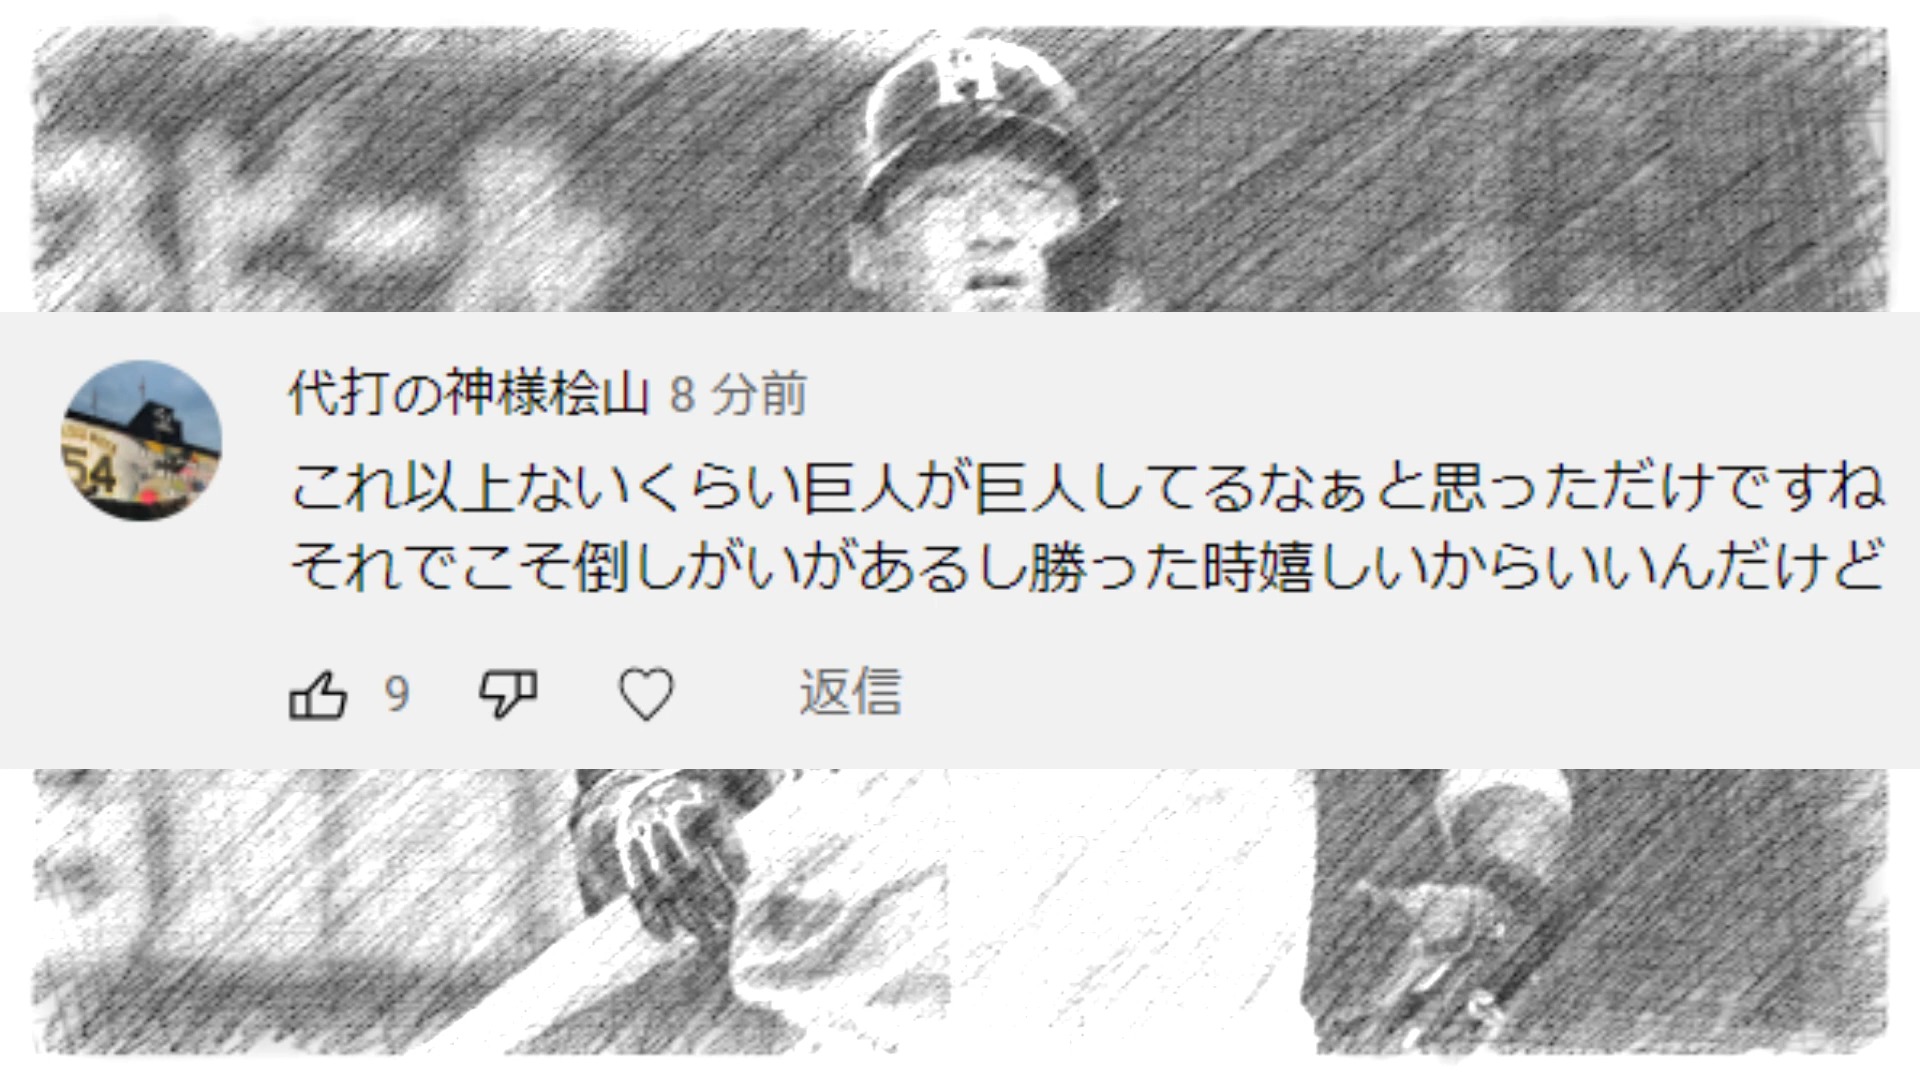 H
代打の神様桧山 8 分前
54
これ以上ないくらい巨人が巨人してるなぁと思っただけですね
それでこそ倒しがいがあるし勝った時嬉しいからいいんだけど
9
返信